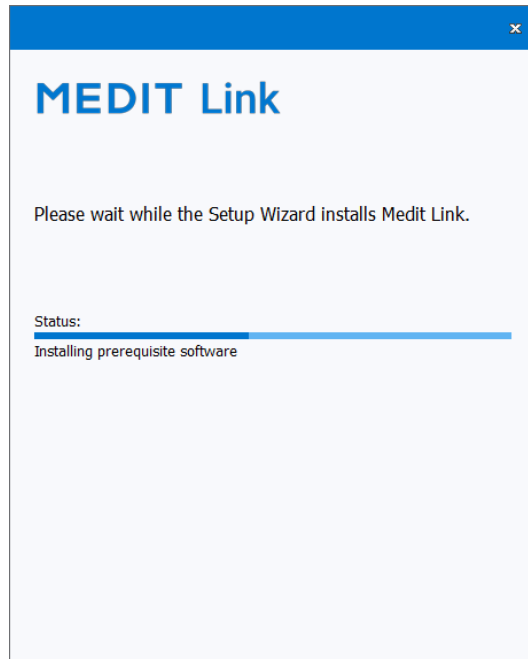 MEDIT Link
Please wait while the Setup Wizard installs Medit Link.
Status:
Installing prerequisite software